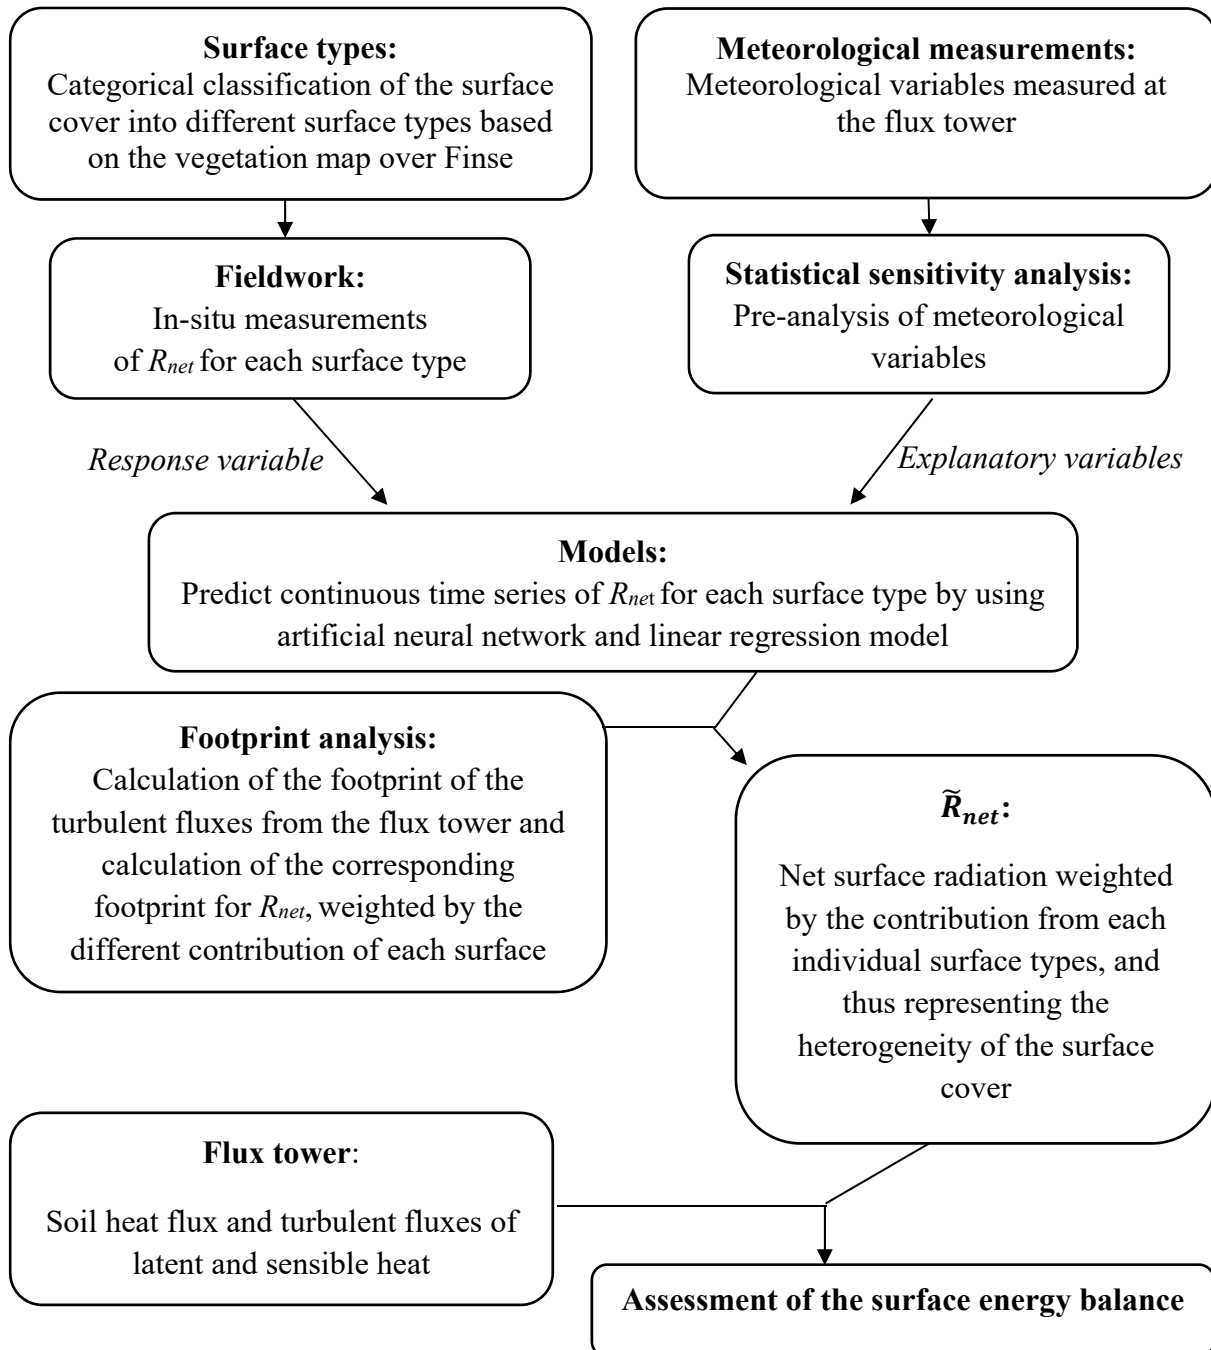 Surface types:
Categorical classification of the surface
cover into different surface types based
on the vegetation map over Finse
Meteorological measurements:
Meteorological variables measured at
the flux tower
Fieldwork:
In-situ measurements
of Rnet for each surface type
Statistical sensitivity analysis:
Pre-analysis of meteorological
variables
Response variable
Explanatory variables
Models:
Predict continuous time series of Rnet for each surface type by using
artificial neural network and linear regression model
Footprint analysis:
Calculation of the footprint of the
turbulent fluxes from the flux tower and
calculation of the corresponding
footprint for Rnet, weighted by the
different contribution of each surface
R̃net:
Net surface radiation weighted
by the contribution from each
individual surface types, and
thus representing the
heterogeneity of the surface
cover
Flux tower:
Soil heat flux and turbulent fluxes of
latent and sensible heat
Assessment of the surface energy balance